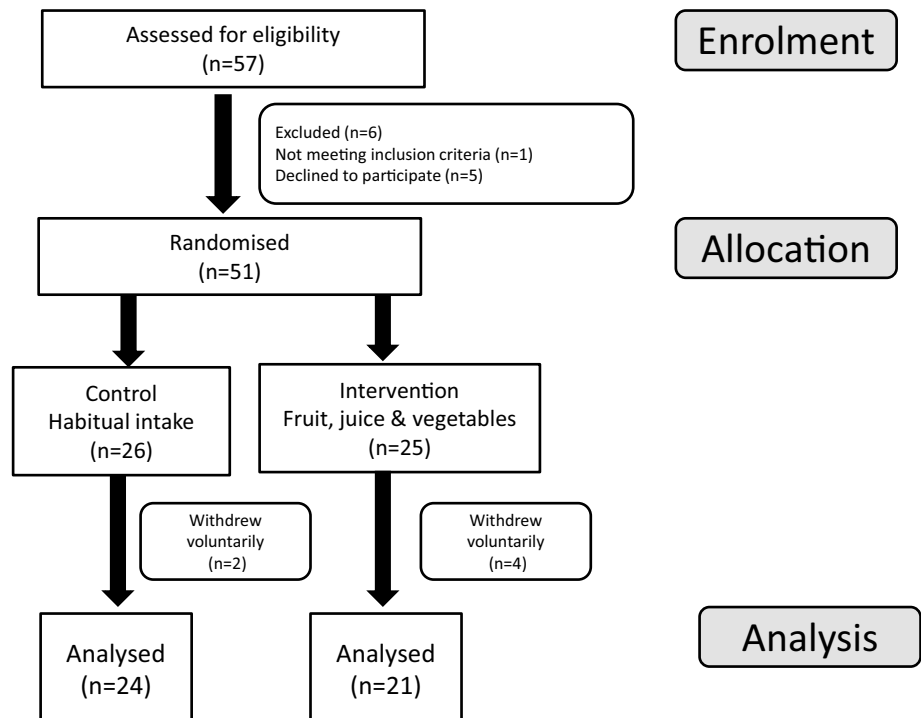 Assessed for eligibility
(n=57)
Enrolment
Excluded (n=6)
Not meeting inclusion criteria (n=1)
Declined to participate (n=5)
Randomised
(n=51)
Allocation
Control
Habitual intake
(n=26)
Intervention
Fruit, juice & vegetables
(n=25)
Withdrew
voluntarily
(n=2)
Withdrew
voluntarily
(n=4)
Analysed
(n=24)
Analysed
(n=21)
Analysis